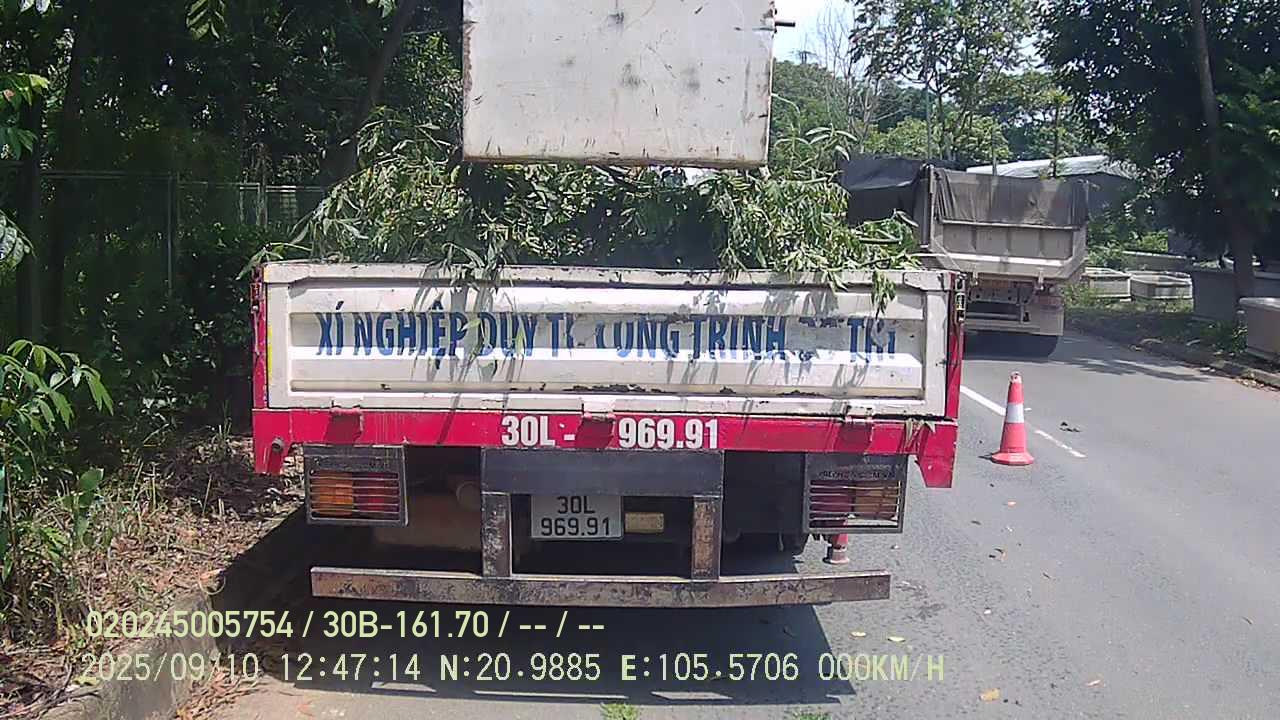 XÍ NGHIỆP DUY CÔNG TRÌNH
30L - 969.91
30L
969.91
020245005754 / 30B-161.70 / -- / --
2025/09/10 12:47:14 N:20.9885 E:105.5706 000KM/H